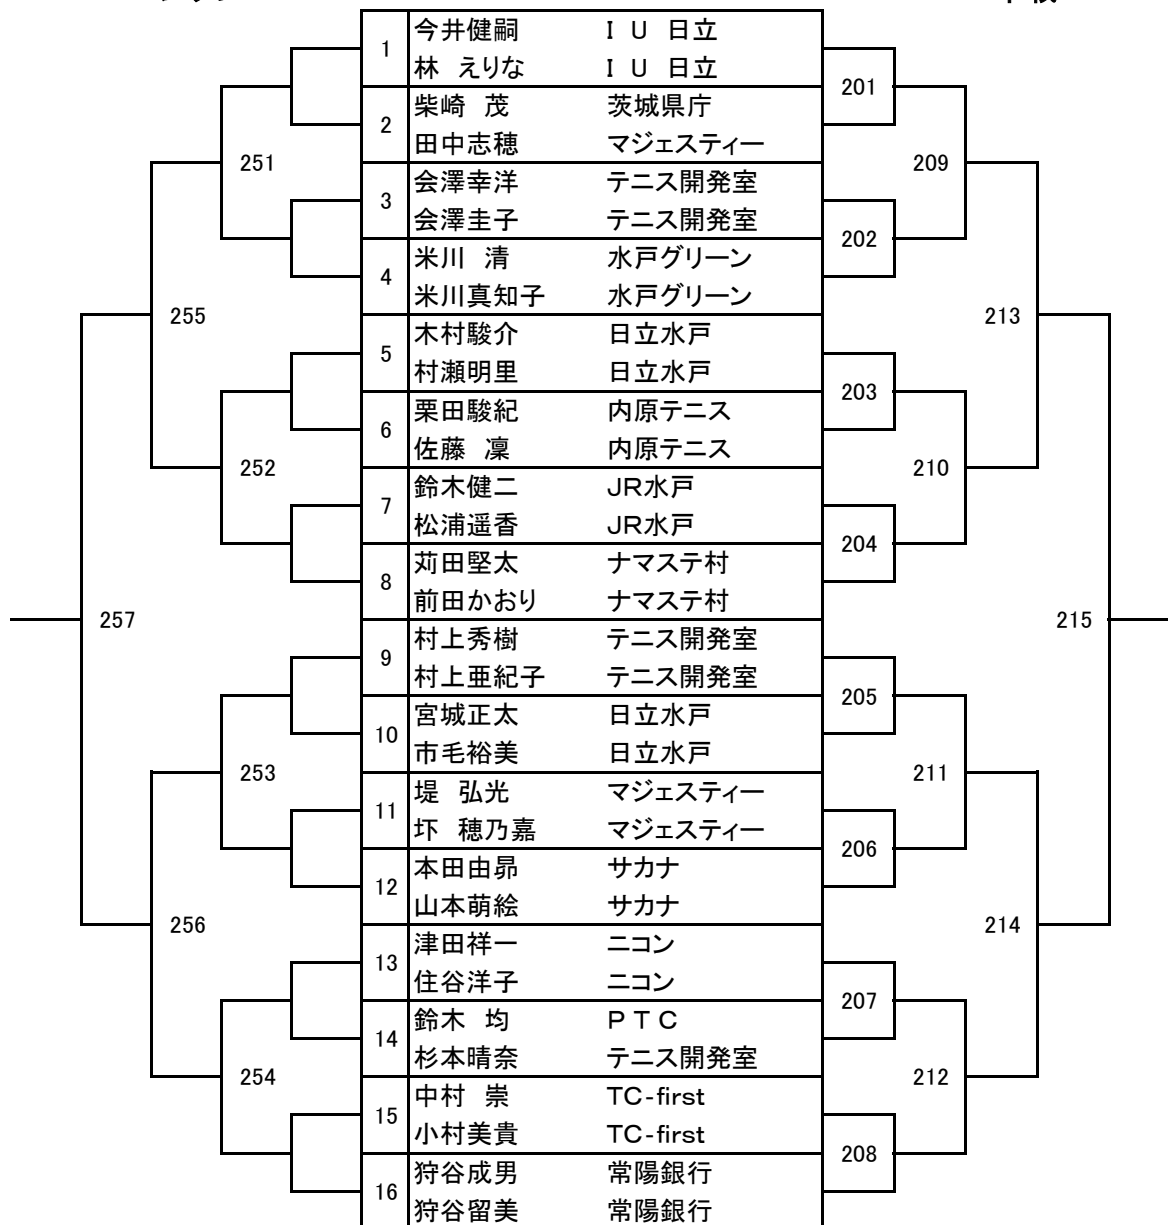 1 今井健嗣 I U 日立
林 えりな I U 日立
201
2 柴崎 茂 茨城県庁
田中志穂 マジェスティー
251
209
3 会澤幸洋 テニス開発室
会澤圭子 テニス開発室
202
4 米川 清 水戸グリーン
米川真知子 水戸グリーン
255
213
5 木村駿介 日立水戸
村瀬明里 日立水戸
203
6 栗田駿紀 内原テニス
佐藤 凜 内原テニス
252
210
7 鈴木健二 JR水戸
松浦遥香 JR水戸
204
8 苅田堅太 ナマステ村
前田かおり ナマステ村
257
215
9 村上秀樹 テニス開発室
村上亜紀子 テニス開発室
205
10 宮城正太 日立水戸
市毛裕美 日立水戸
253
211
11 堤 弘光 マジェスティー
圷 穂乃嘉 マジェスティー
206
12 本田由昴 サカナ
山本萌絵 サカナ
256
214
13 津田祥一 ニコン
住谷洋子 ニコン
207
14 鈴木 均 P T C
杉本晴奈 テニス開発室
254
212
15 中村 崇 TC-first
小村美貴 TC-first
208
16 狩谷成男 常陽銀行
狩谷留美 常陽銀行